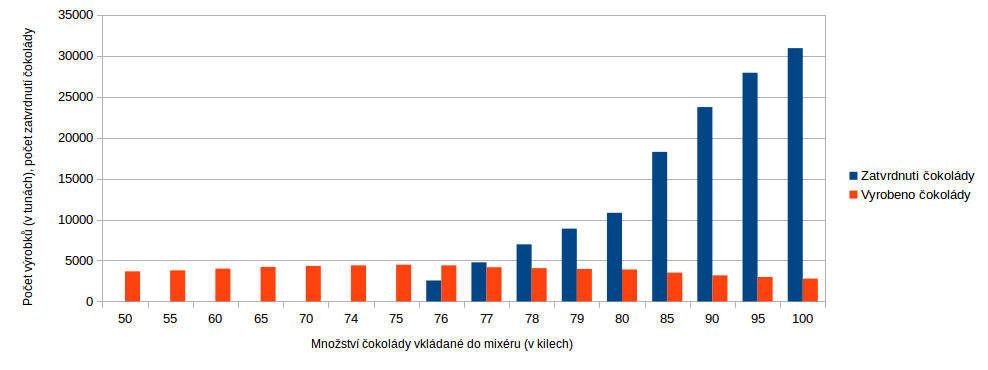 35000
30000
25000
20000
15000
10000
5000
0
Počet výrobků (v tunách), počet zatvrdnutí čokolády
50 55 60 65 70 74 75 76 77 78 79 80 85 90 95 100
Množství čokolády vkládané do mixéru (v kilech)
Zatvrdnuti čokolády
Vyrobeno čokolády